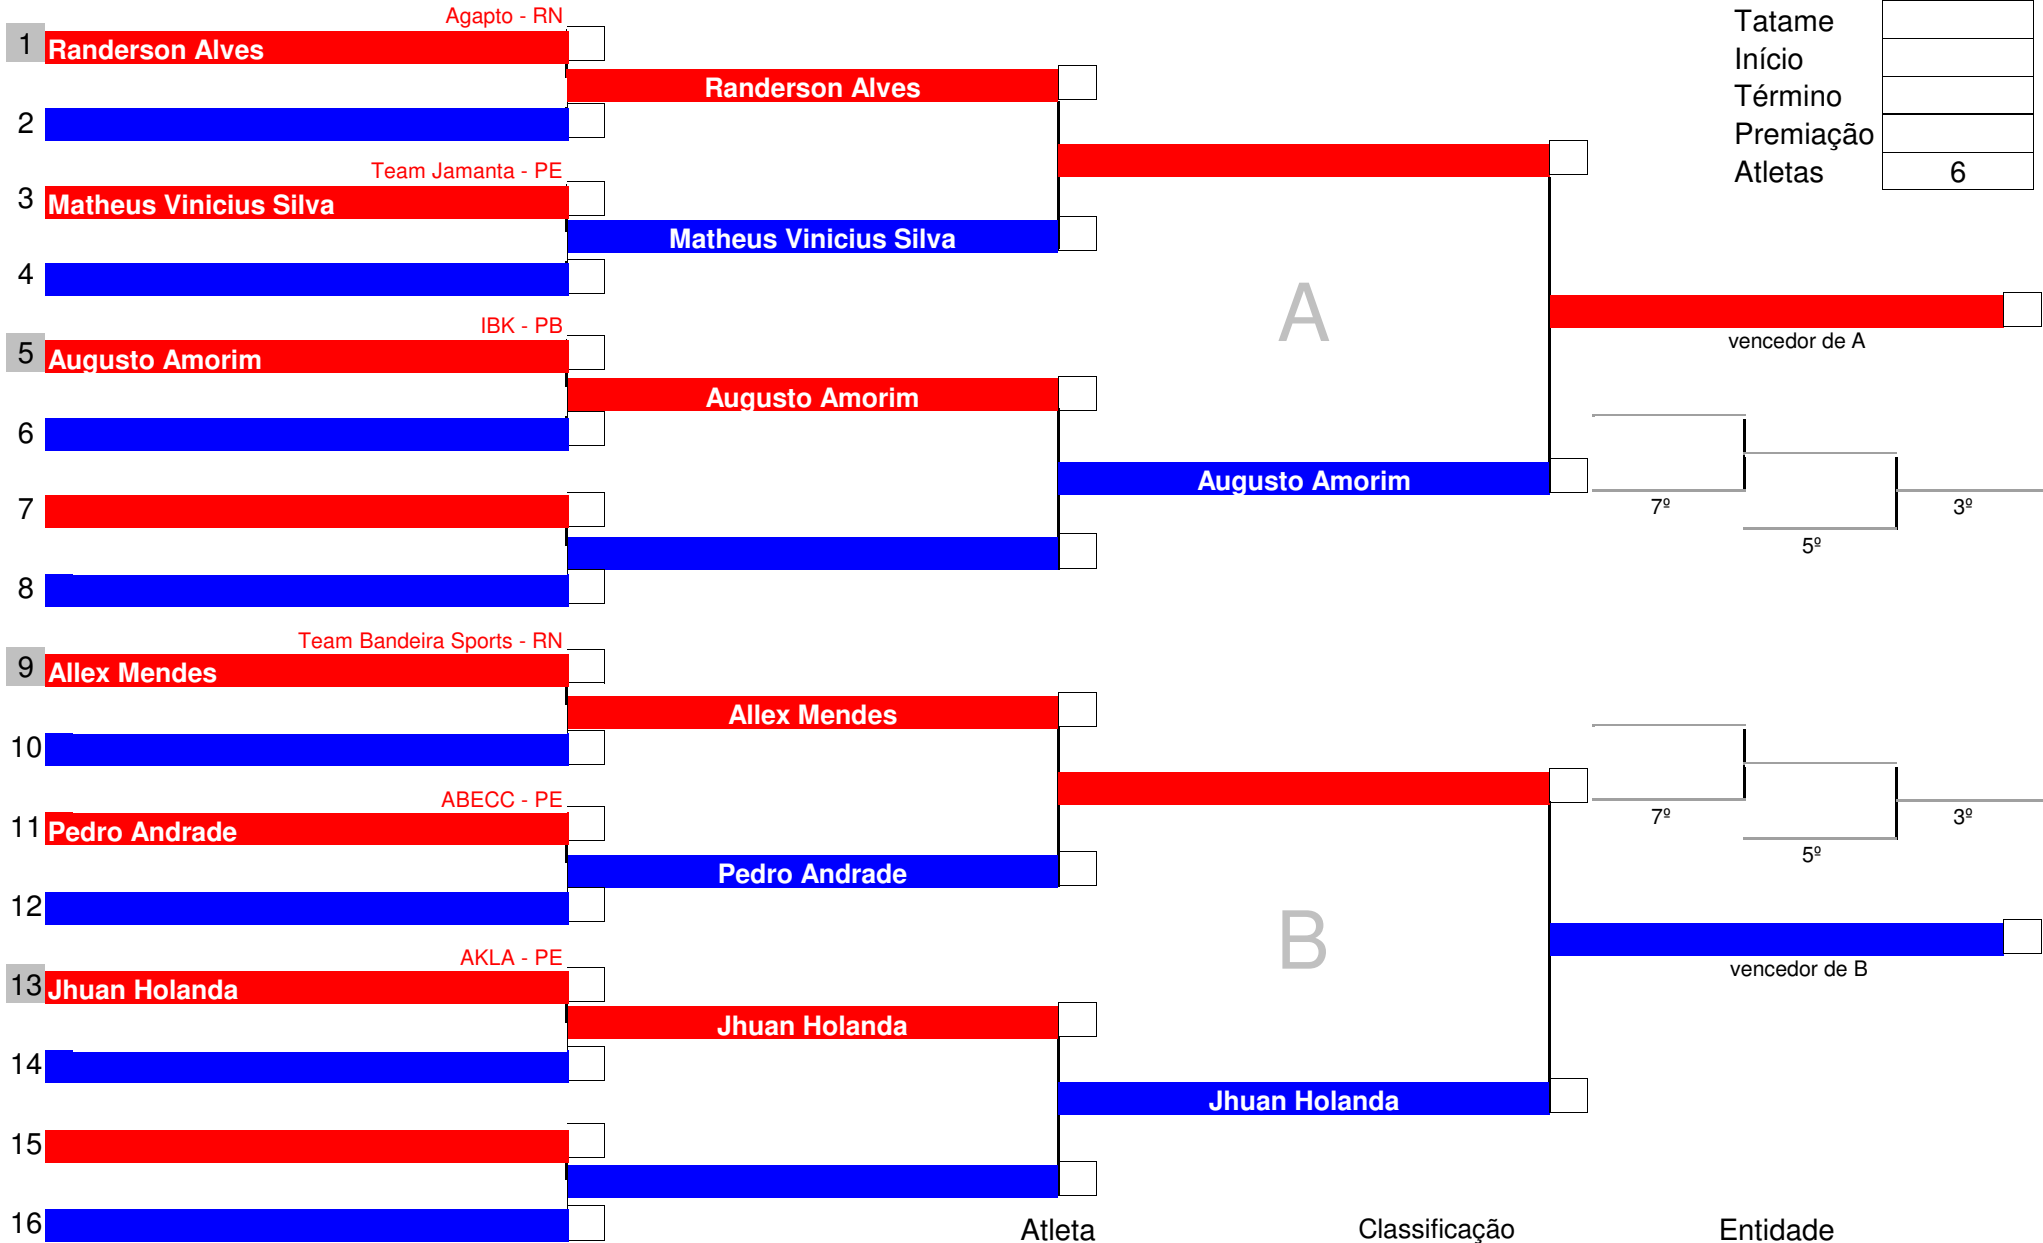 Agapto - RN
1 Randerson Alves
Randerson Alves
2
Team Jamanta - PE
3 Matheus Vinicius Silva
Matheus Vinicius Silva
4
IBK - PB
5 Augusto Amorim
Augusto Amorim
6
Augusto Amorim
7
8
Team Bandeira Sports - RN
9 Allex Mendes
Allex Mendes
10
ABECC - PE
11 Pedro Andrade
Pedro Andrade
12
AKLA - PE
13 Jhuan Holanda
Jhuan Holanda
14
Jhuan Holanda
15
16
A
B
Tatame
Início
Término
Premiação
Atletas 6
vencedor de A
7º
5º
3º
7º
5º
3º
vencedor de B
Atleta Classificação Entidade